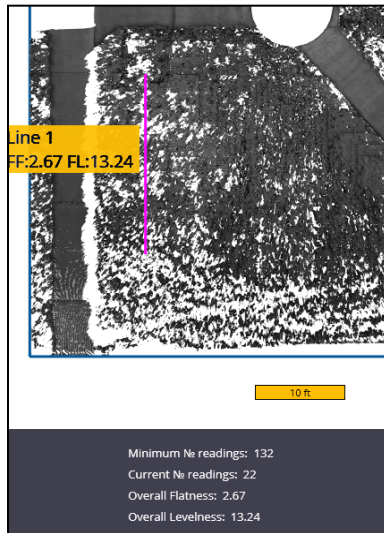 Line 1
FF:2.67 FL:13.24
10 ft
Minimum № readings: 132
Current № readings: 22
Overall Flatness: 2.67
Overall Levelness: 13.24